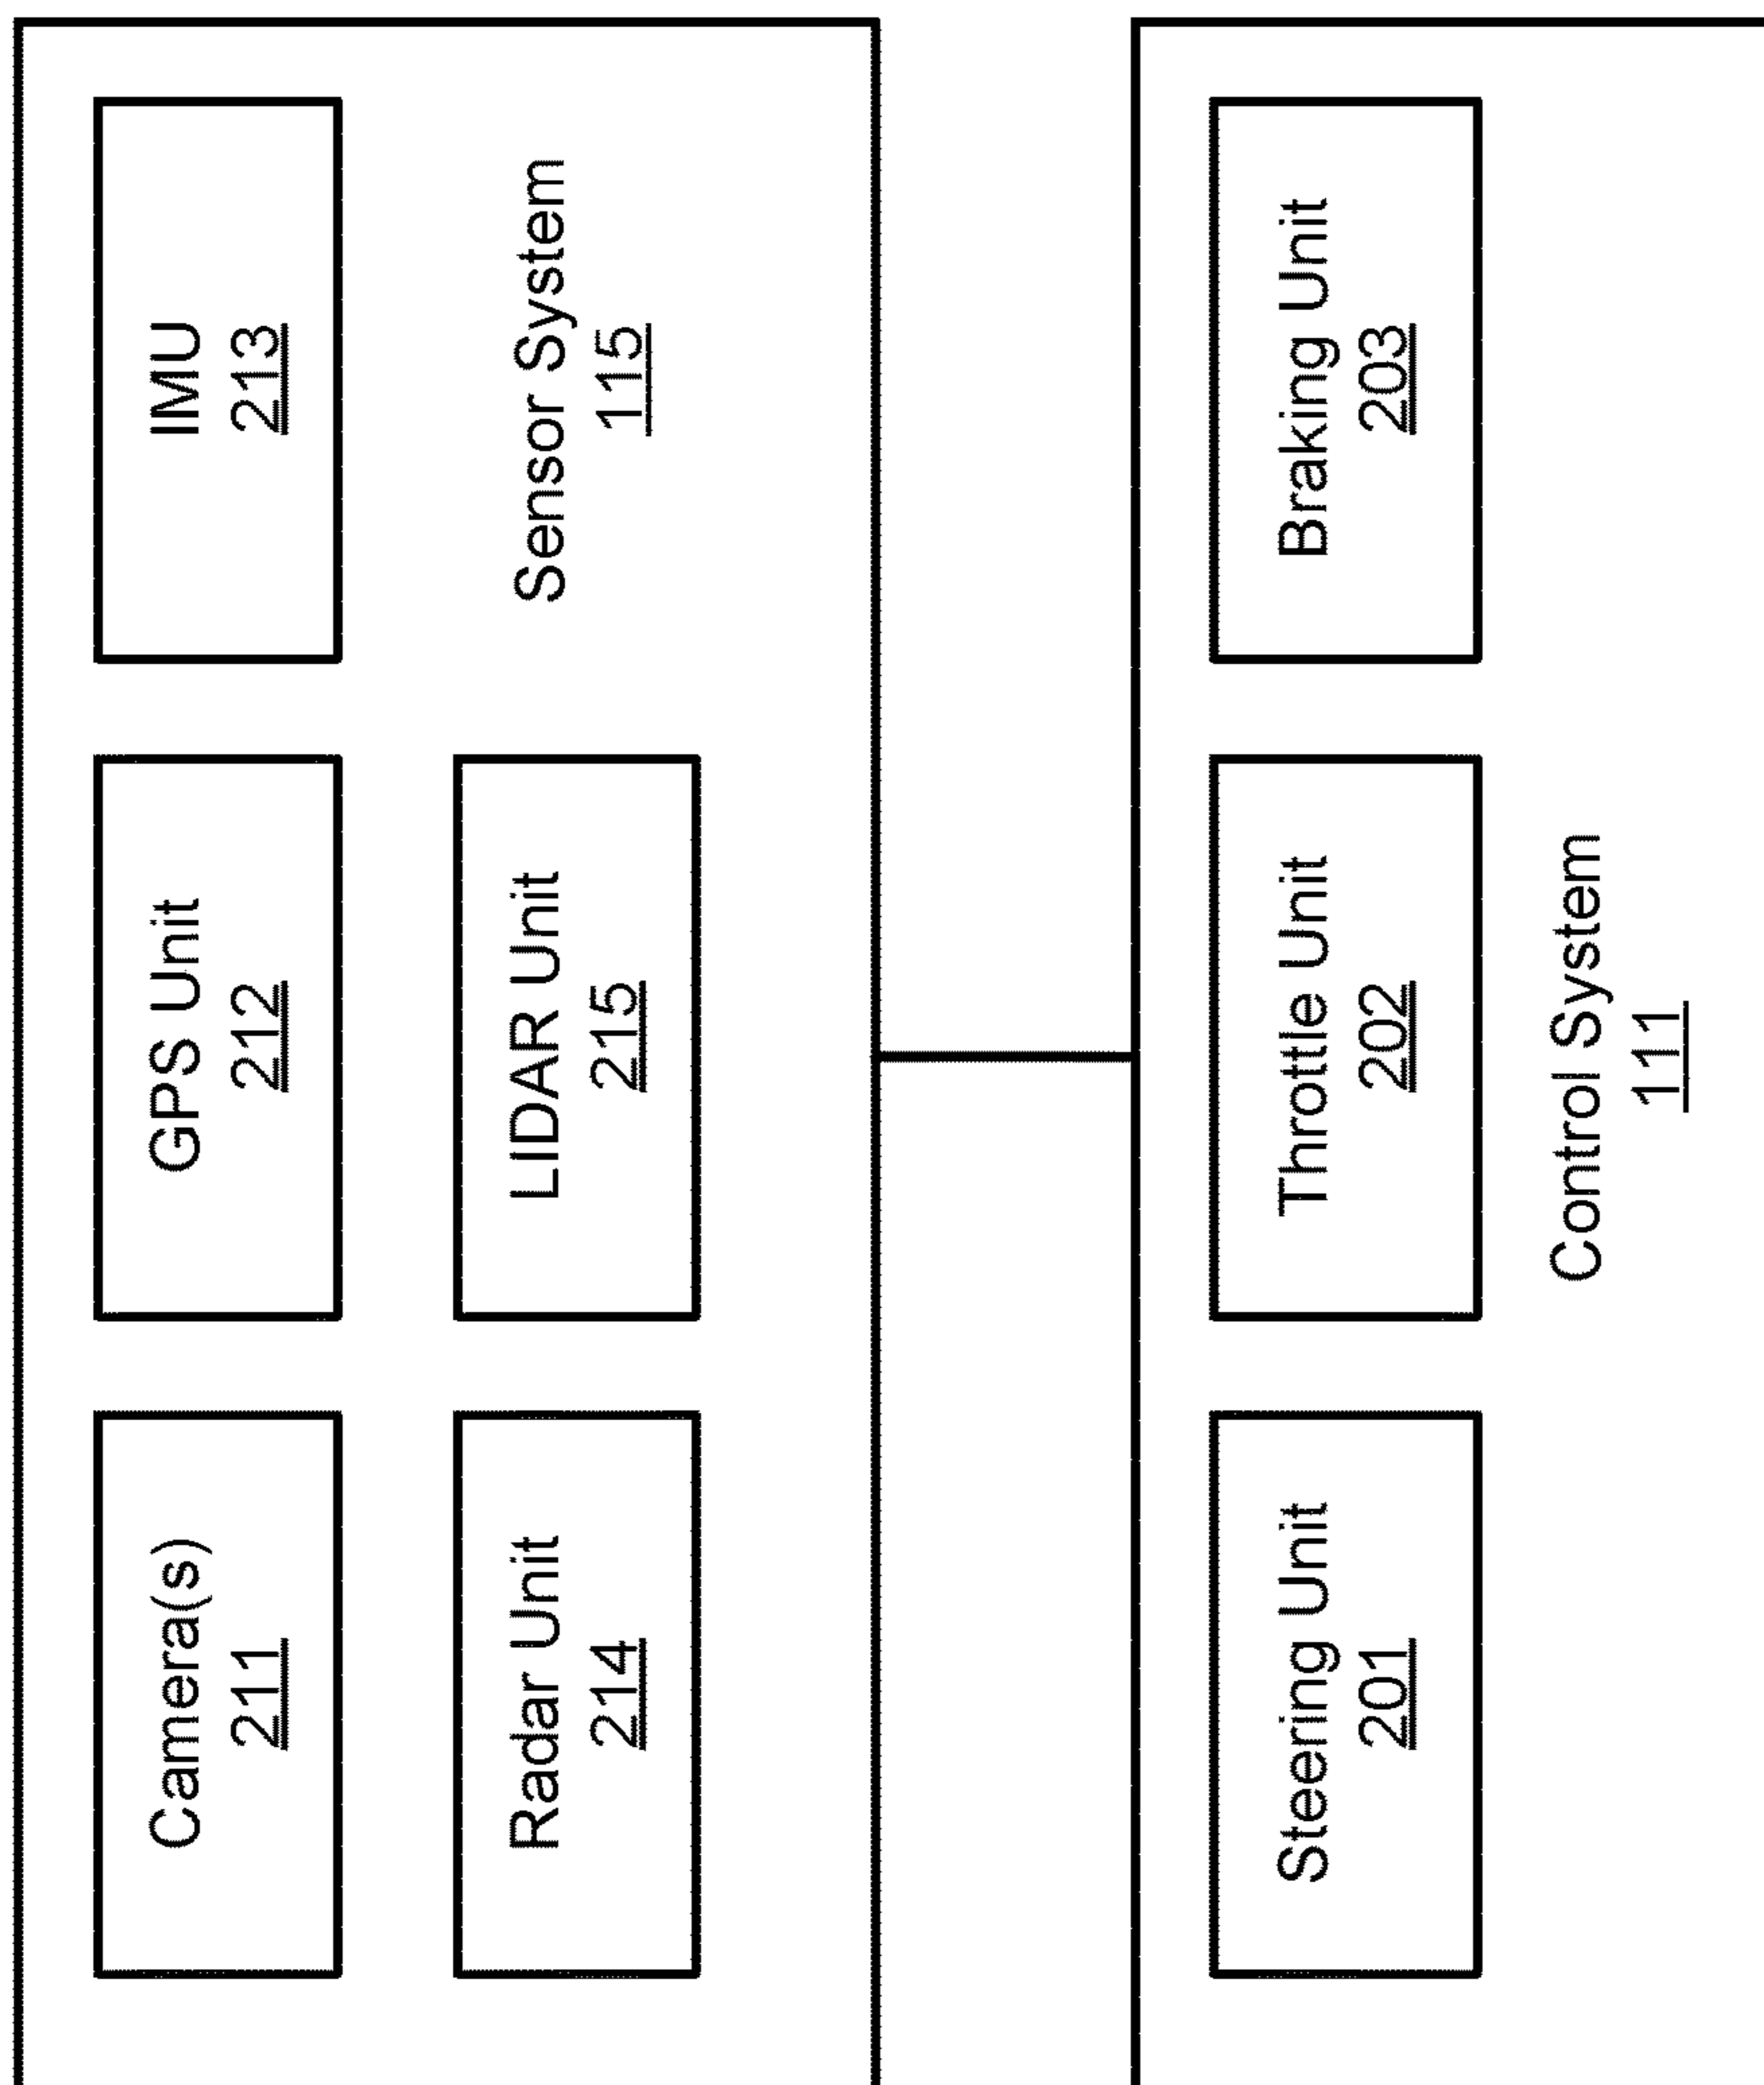 Camera(s)
211
GPS Unit
212
IMU
213
Radar Unit
214
LIDAR Unit
215
Sensor System
115
Steering Unit
201
Throttle Unit
202
Braking Unit
203
Control System
111